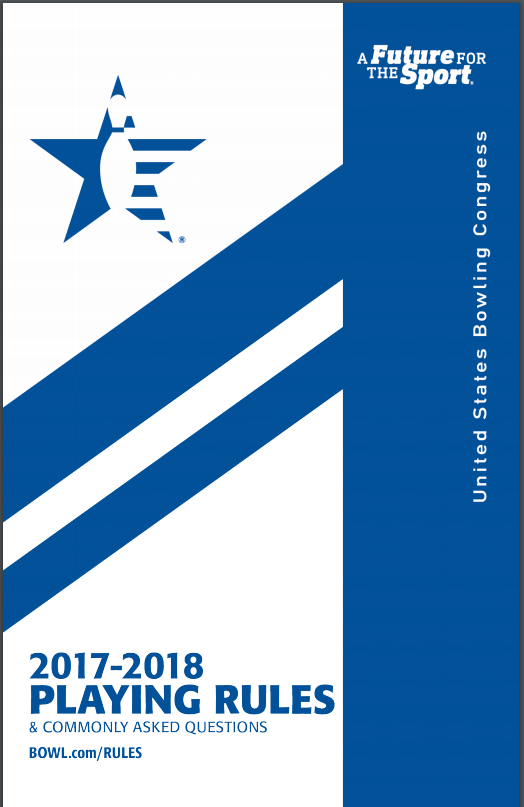 A Future FOR
THE Sport®
United States Bowling Congress
®
2017-2018
PLAYING RULES
& COMMONLY ASKED QUESTIONS
BOWL.com/RULES